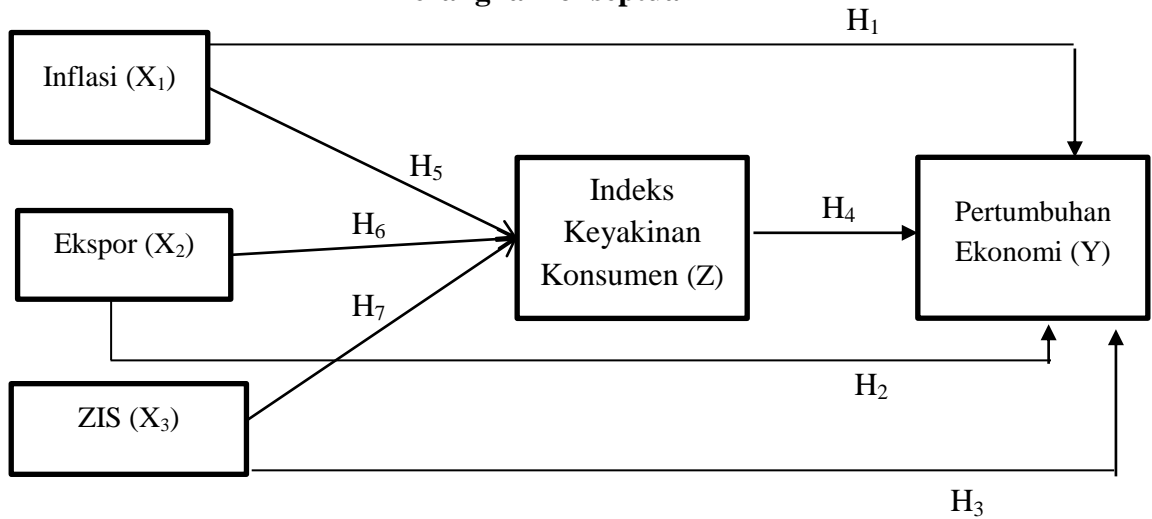 H₁
Inflasi (X₁)
H₅
Indeks
Keyakinan
Konsumen (Z)
H₄
Pertumbuhan
Ekonomi (Y)
Ekspor (X₂)
H₆
H₇
H₂
ZIS (X₃)
H₃